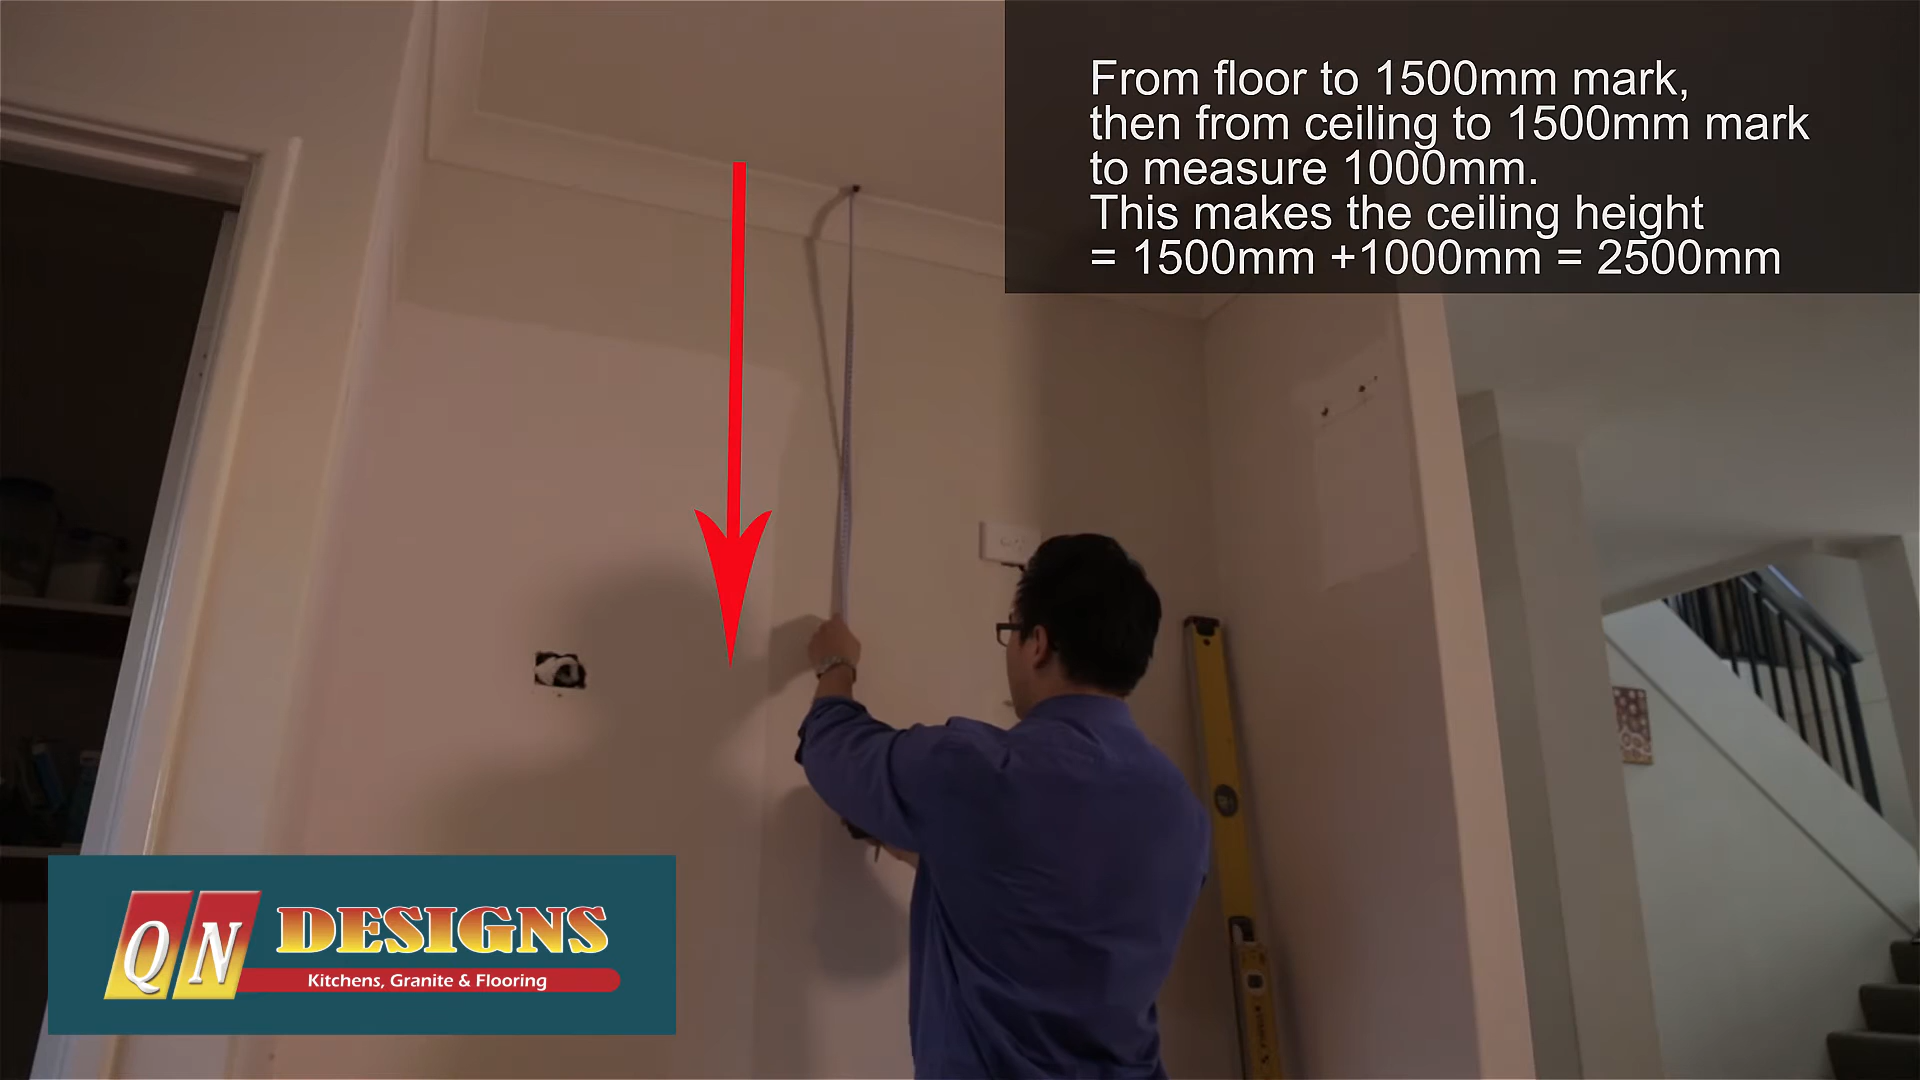 From floor to 1500mm mark,
then from ceiling to 1500mm mark
to measure 1000mm.
This makes the ceiling height
= 1500mm +1000mm = 2500mm
QN DESIGNS
Kitchens, Granite & Flooring